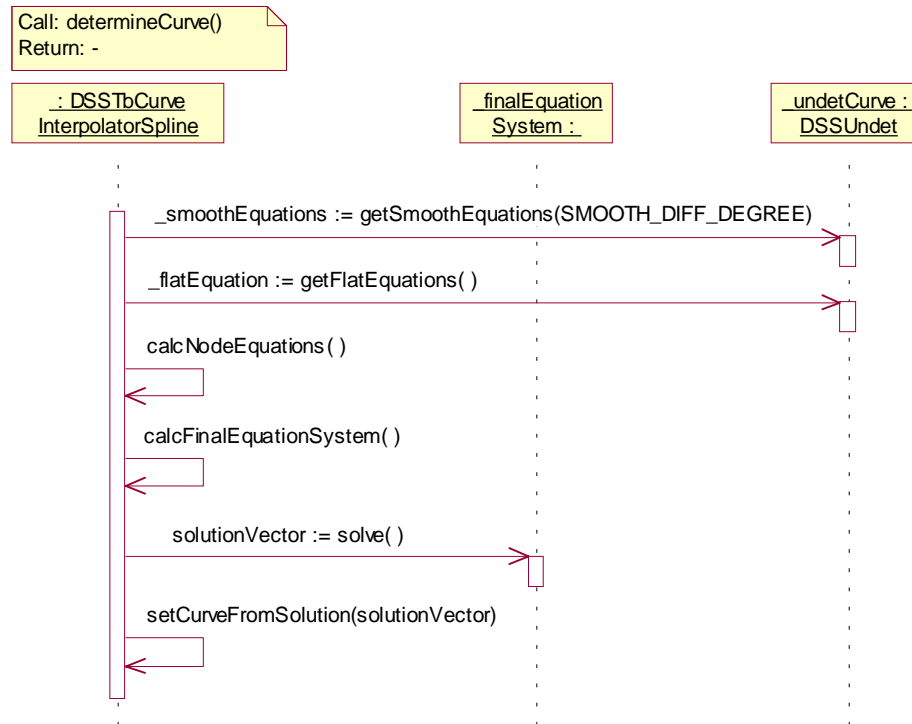 Call: determineCurve()
Return: -
_: DSSTbCurve
InterpolatorSpline
_finalEquation
System :
_undetCurve :
DSSUndet
_smoothEquations := getSmoothEquations(SMOOTH_DIFF_DEGREE)
_flatEquation := getFlatEquations( )
calcNodeEquations( )
calcFinalEquationSystem( )
solutionVector := solve( )
setCurveFromSolution(solutionVector)